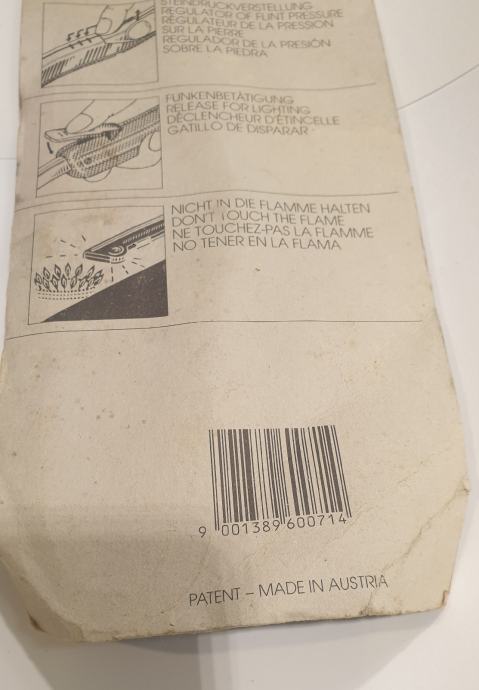 STEINDRUCKVERSTELLUNG
REGULATOR OF FLINT PRESSURE
RÉGULATEUR DE LA PRESSION
SUR LA PIERRE
REGULADOR DE LA PRESIÓN
SOBRE LA PIEDRA
FUNKENBETÄTIGUNG
RELEASE FOR LIGHTING
DÉCLENCHEUR D'ÉTINCELLE
GATILLO DE DISPARAR
NICHT IN DIE FLAMME HALTEN
DON'T TOUCH THE FLAME
NE TOUCHEZ-PAS LA FLAMME
NO TENER EN LA FLAMA
9 001389 600714
PATENT – MADE IN AUSTRIA